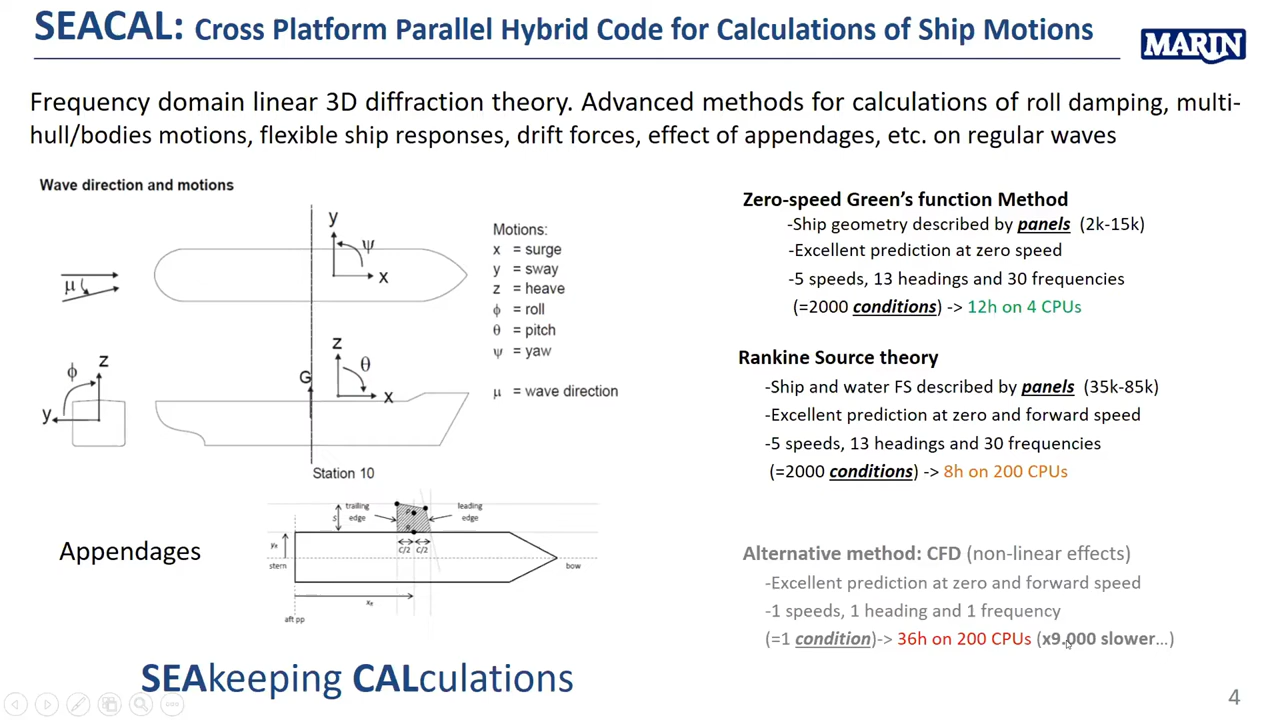 SEACAL: Cross Platform Parallel Hybrid Code for Calculations of Ship Motions
MARIN
Frequency domain linear 3D diffraction theory. Advanced methods for calculations of roll damping, multi-
hull/bodies motions, flexible ship responses, drift forces, effect of appendages, etc. on regular waves
Wave direction and motions
y
ψ
x
μ
Motions:
x = surge
y = sway
z = heave
ϕ = roll
θ = pitch
ψ = yaw
μ = wave direction
ϕ
z
y
G
z
θ
x
Station 10
Appendages
trailing
edge
leading
edge
s
C/2
C/2
yR
stern
bow
xR
aft pp
SEAkeeping CALculations
Zero-speed Green's function Method
-Ship geometry described by panels (2k-15k)
-Excellent prediction at zero speed
-5 speeds, 13 headings and 30 frequencies
(=2000 conditions) -> 12h on 4 CPUs
Rankine Source theory
-Ship and water FS described by panels (35k-85k)
-Excellent prediction at zero and forward speed
-5 speeds, 13 headings and 30 frequencies
(=2000 conditions) -> 8h on 200 CPUs
Alternative method: CFD (non-linear effects)
-Excellent prediction at zero and forward speed
-1 speeds, 1 heading and 1 frequency
(=1 condition)-> 36h on 200 CPUs (x9.000 slower...)
4